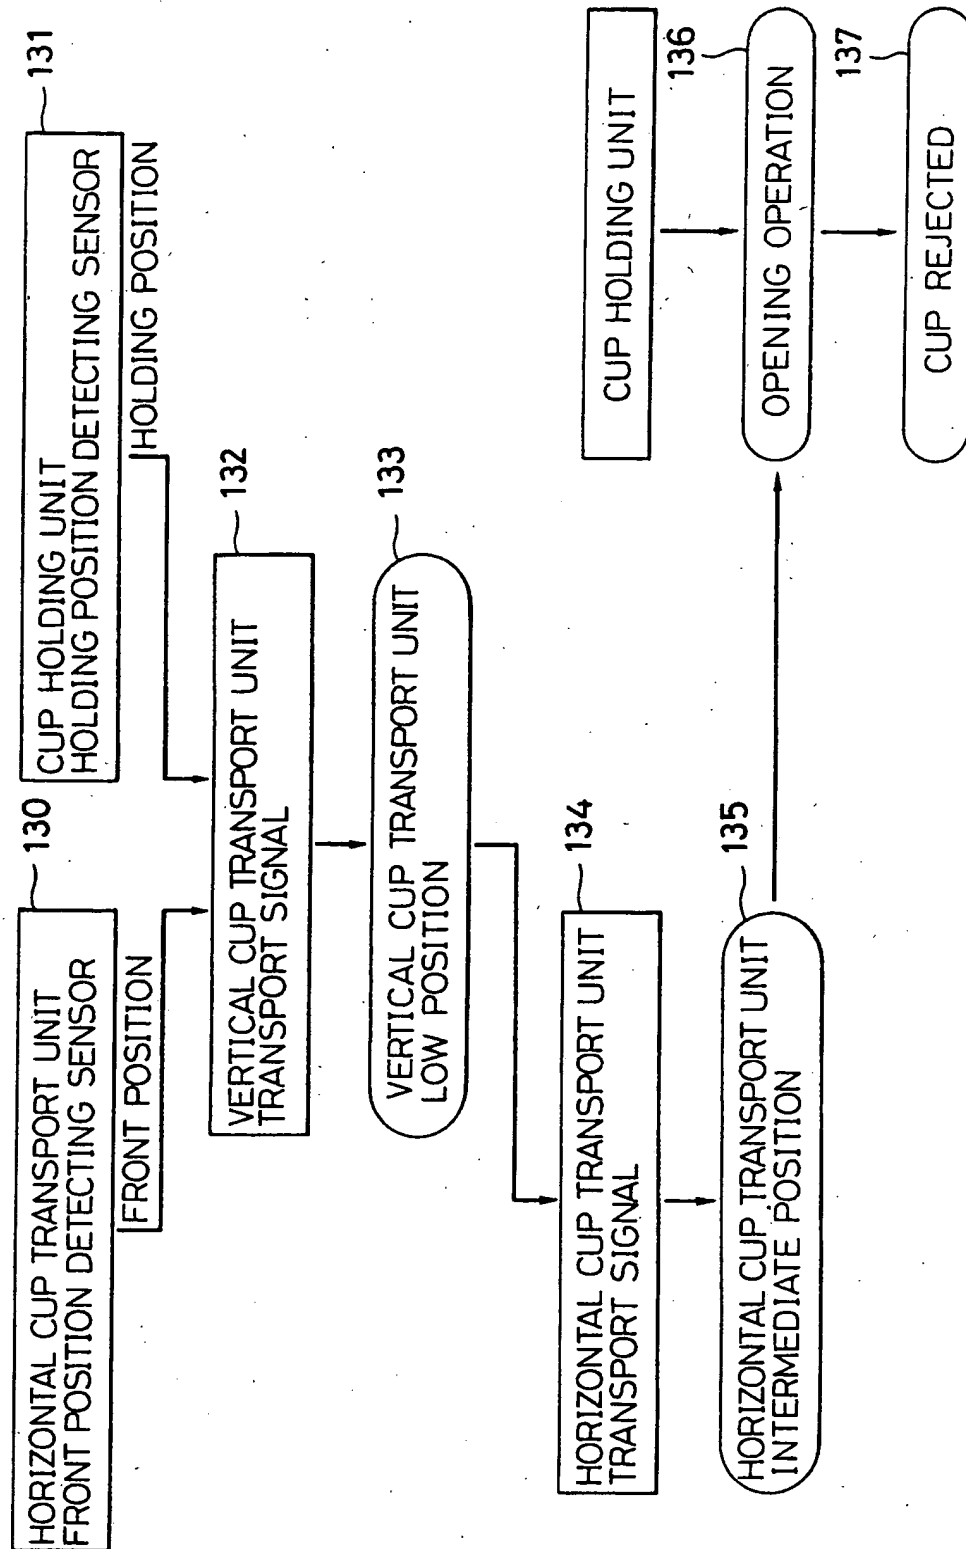 130
HORIZONTAL CUP TRANSPORT UNIT
FRONT POSITION DETECTING SENSOR
FRONT POSITION
131
CUP HOLDING UNIT
HOLDING POSITION DETECTING SENSOR
HOLDING POSITION
132
VERTICAL CUP TRANSPORT UNIT
TRANSPORT SIGNAL
133
VERTICAL CUP TRANSPORT UNIT
LOW POSITION
134
HORIZONTAL CUP TRANSPORT UNIT
TRANSPORT SIGNAL
135
HORIZONTAL CUP TRANSPORT UNIT
INTERMEDIATE POSITION
CUP HOLDING UNIT
136
OPENING OPERATION
137
CUP REJECTED